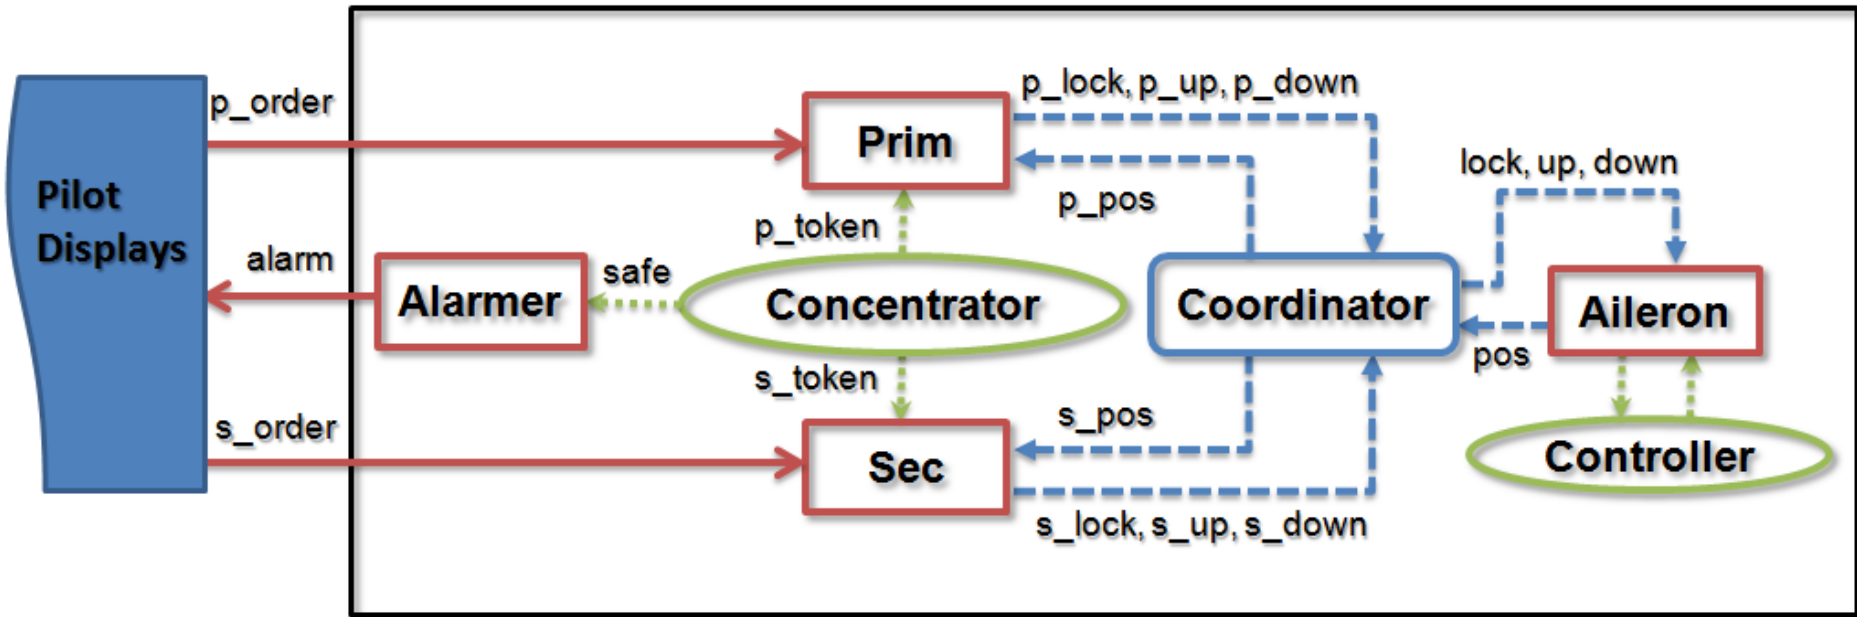 p_order
Prim
p_lock, p_up, p_down
lock, up, down
Pilot
Displays
p_token
p_pos
alarm
safe
Alarmer
Concentrator
Coordinator
Aileron
pos
s_token
s_pos
s_order
Sec
Controller
s_lock, s_up, s_down